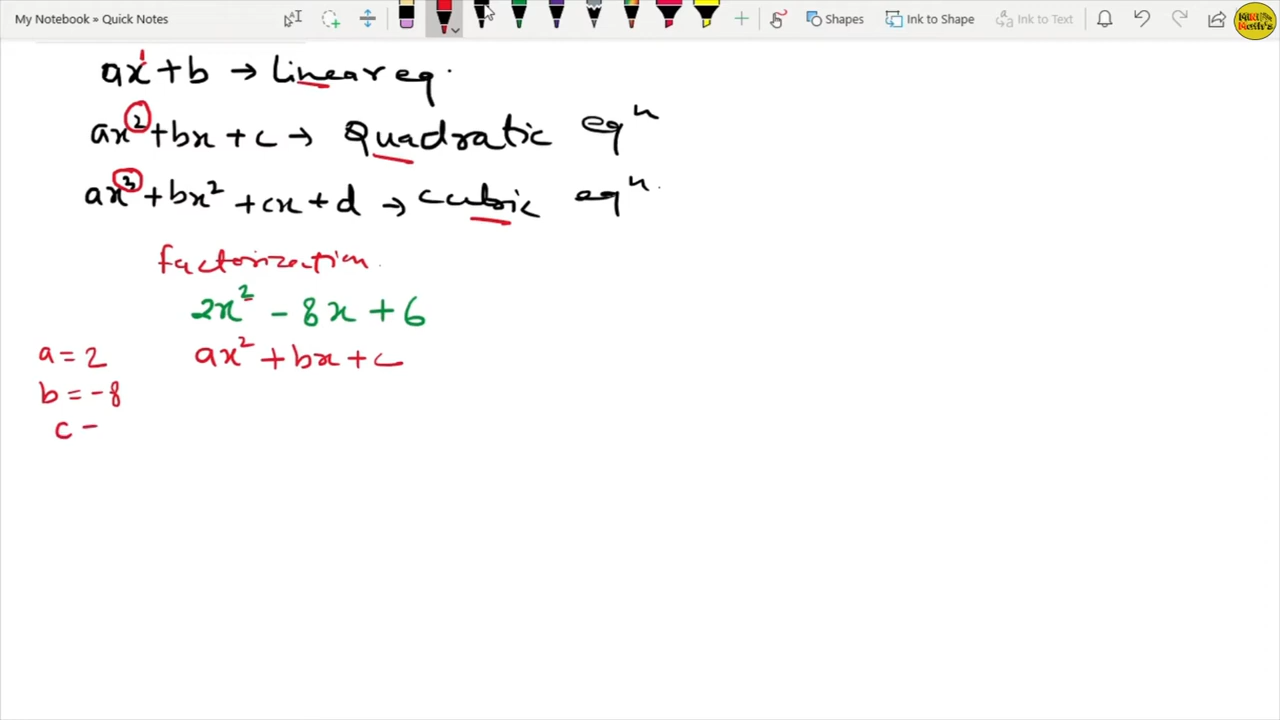 My Notebook » Quick Notes
Shapes
Ink to Shape
Ink to Text
ax¹ + b → Linear eq.
ax² + bx + c → Quadratic eqⁿ
ax³ + bx² + cx + d → cubic eqⁿ.
factorization.
2x² - 8x + 6
a = 2
ax² + bx + c
b = -8
c -